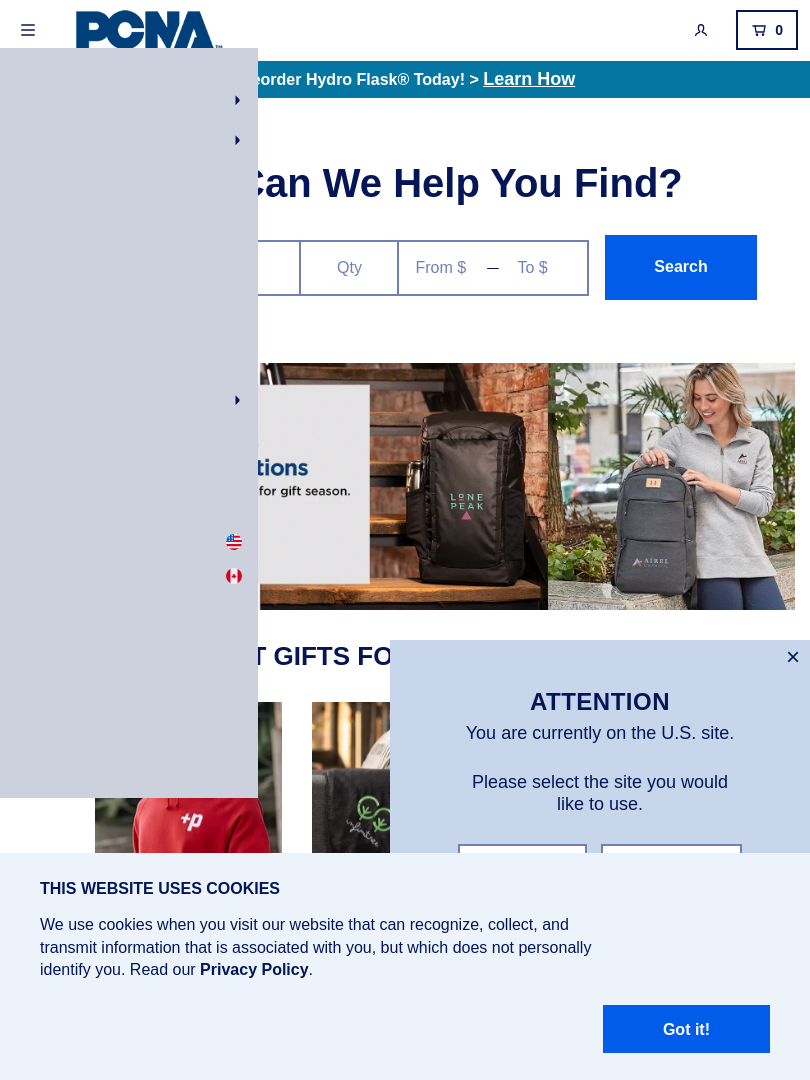 PCNA™
0
eorder Hydro Flask® Today! > Learn How
Can We Help You Find?
Qty
From $ — To $
Search
tions
for gift season.
LONE
PEAK
T GIFTS FO
×
ATTENTION
You are currently on the U.S. site.
Please select the site you would
like to use.
+p
infinitree
THIS WEBSITE USES COOKIES
We use cookies when you visit our website that can recognize, collect, and
transmit information that is associated with you, but which does not personally
identify you. Read our Privacy Policy.
Got it!